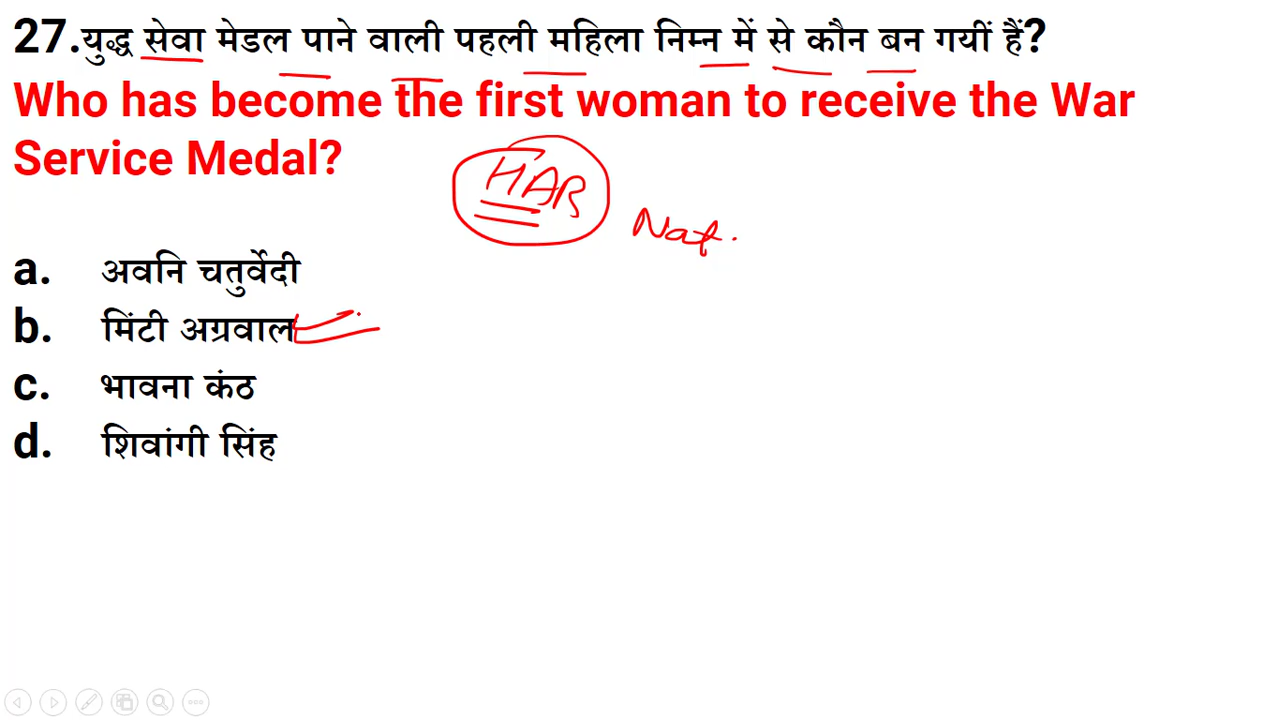 27.युद्ध सेवा मेडल पाने वाली पहली महिला निम्न में से कौन बन गयीं हैं?
Who has become the first woman to receive the War
Service Medal?
HAR
Nat.
a. अवनि चतुर्वेदी
b. मिंटी अग्रवाल
c. भावना कंठ
d. शिवांगी सिंह